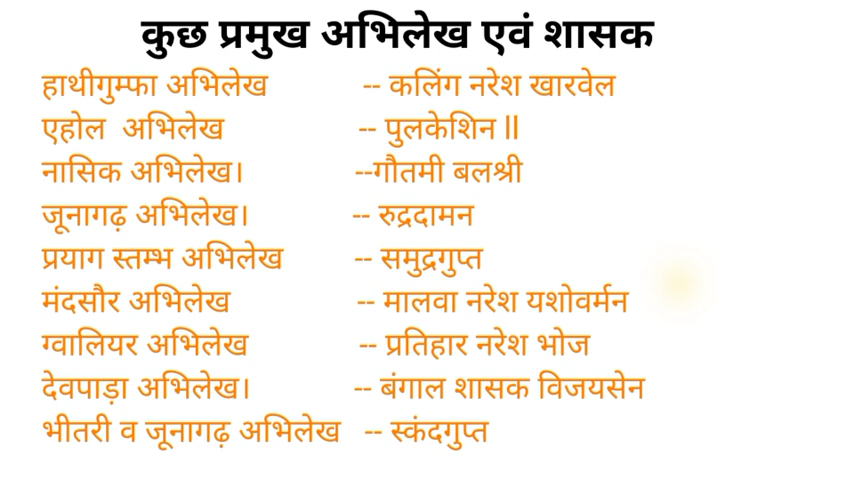 कुछ प्रमुख अभिलेख एवं शासक
हाथीगुम्फा अभिलेख -- कलिंग नरेश खारवेल
एहोल अभिलेख -- पुलकेशिन II
नासिक अभिलेख। --गौतमी बलश्री
जूनागढ़ अभिलेख। -- रुद्रदामन
प्रयाग स्तम्भ अभिलेख -- समुद्रगुप्त
मंदसौर अभिलेख -- मालवा नरेश यशोवर्मन
ग्वालियर अभिलेख -- प्रतिहार नरेश भोज
देवपाड़ा अभिलेख। -- बंगाल शासक विजयसेन
भीतरी व जूनागढ़ अभिलेख -- स्कंदगुप्त